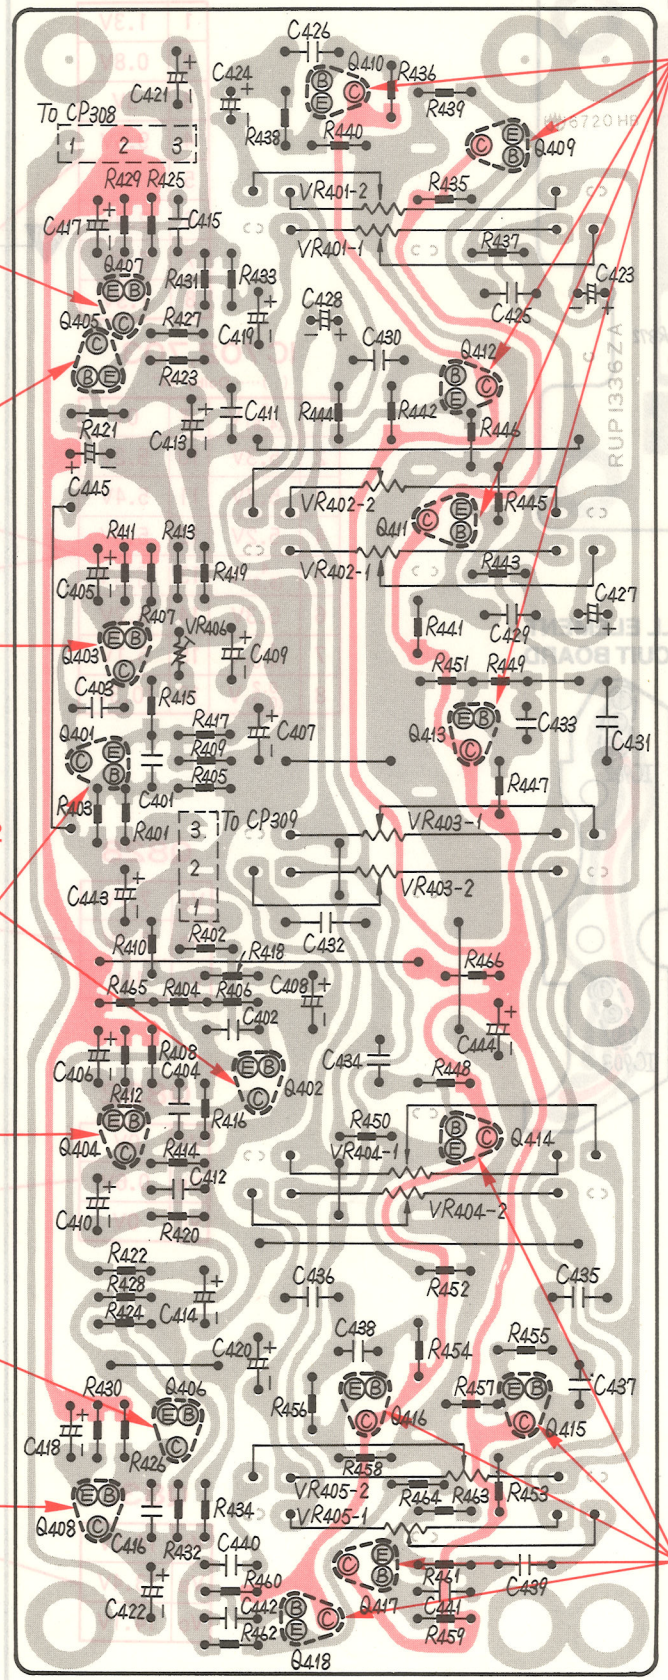 C426
Q410
B
E
C
R436
C421
+
-
C424
+
-
R438
R440
R439
To CP308
1 2 3
E
C
B
Q409
R429 R425
R435
VR401-2
C417
+
-
C415
VR401-1
R437
Q407
E B
C
R431
R433
C423
C425
C428
Q405
C
B E
R427
C419
+
-
R423
C430
Q412
B
E
C
RUP1336ZA
R421
C413
+
-
C411
R444
R442
R446
C445
+
-
VR402-2
R445
Q411
C
E
B
R411 R413
VR402-1
R443
C405
+
-
R419
R407
VR406
C427
C429
R441
Q403
E B
C
C409
+
-
R451 R449
C403
R415
Q413
E B
C
C433
C431
Q401
C
E
B
R417
R409
R405
C407
+
-
R447
R403
R401
C401
3
2
1
To CP309
VR403-1
VR403-2
C443
+
-
C432
R410
R402
R418
R466
R465 R404 R406
C408
+
-
C402
C444
+
-
C406
+
-
R408
C434
R448
R412
C404
E B
C
Q402
E B
C
Q404
R416
R450
VR404-1
B
E
C
Q414
R414
C412
C410
+
-
R420
VR404-2
R422
R428
R424
C414
+
-
C436
R452
C435
C420
+
-
C438
R454
R455
R430
Q406
E B
C
R456
E B
C
Q416
R457
E B
C
Q415
C437
C418
+
-
R426
R458
VR405-2
R464 R463
R453
E B
C
Q408
C416
R432
R434
VR405-1
C440
R460
C
E
B
Q417
R461
C439
C422
+
-
C442
R462
B
E
C
Q418
C441
R459